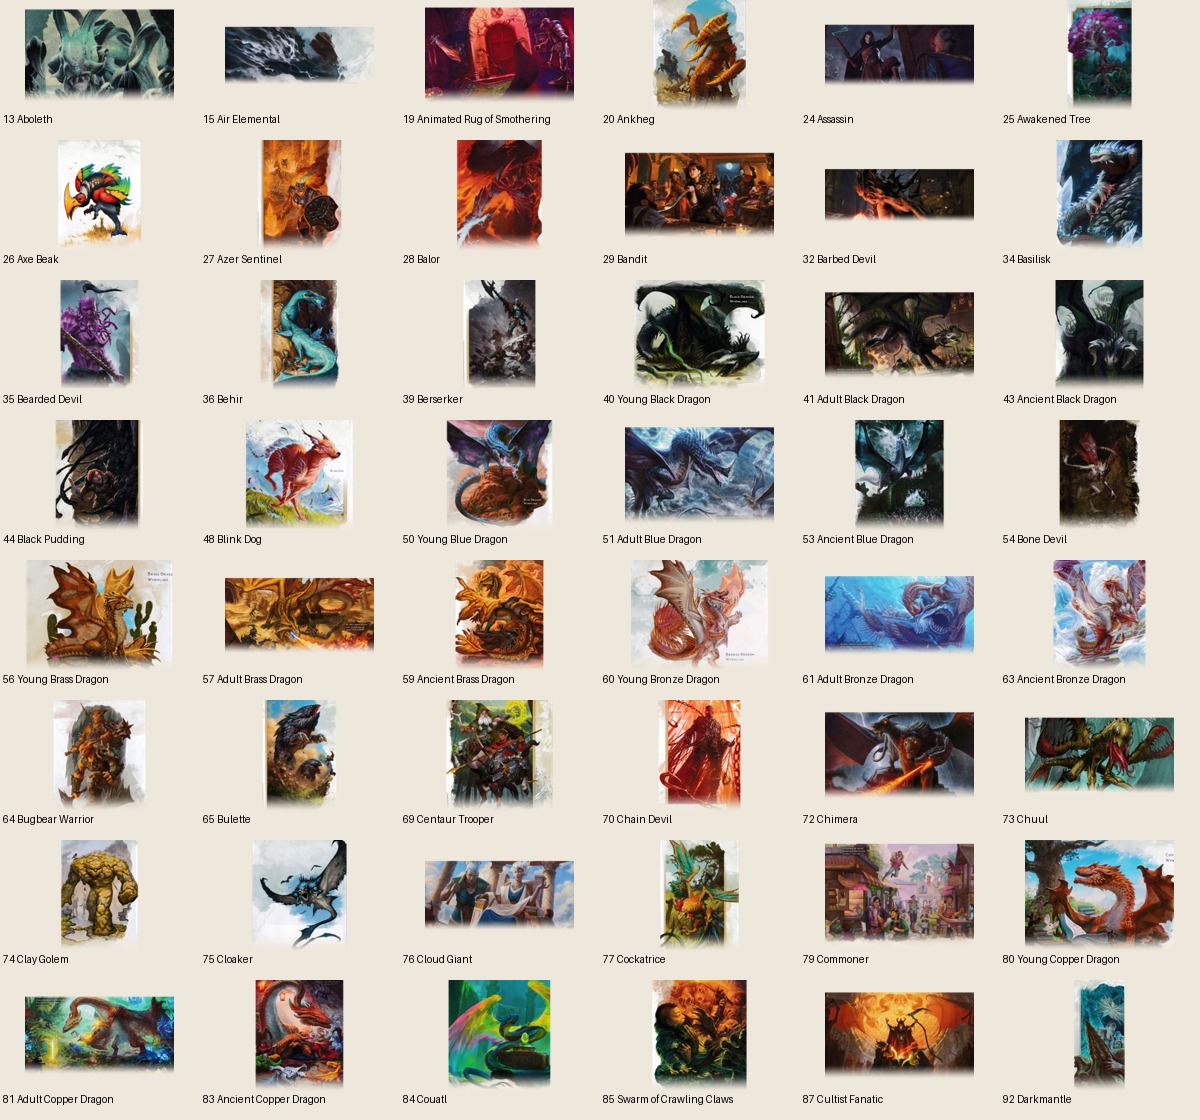 13 Aboleth
15 Air Elemental
19 Animated Rug of Smothering
20 Ankheg
24 Assassin
25 Awakened Tree
26 Axe Beak
27 Azer Sentinel
28 Balor
29 Bandit
32 Barbed Devil
34 Basilisk
35 Bearded Devil
36 Behir
39 Berserker
40 Young Black Dragon
41 Adult Black Dragon
43 Ancient Black Dragon
44 Black Pudding
48 Blink Dog
50 Young Blue Dragon
51 Adult Blue Dragon
53 Ancient Blue Dragon
54 Bone Devil
56 Young Brass Dragon
57 Adult Brass Dragon
59 Ancient Brass Dragon
60 Young Bronze Dragon
61 Adult Bronze Dragon
63 Ancient Bronze Dragon
64 Bugbear Warrior
65 Bulette
69 Centaur Trooper
70 Chain Devil
72 Chimera
73 Chuul
74 Clay Golem
75 Cloaker
76 Cloud Giant
77 Cockatrice
79 Commoner
80 Young Copper Dragon
81 Adult Copper Dragon
83 Ancient Copper Dragon
84 Couatl
85 Swarm of Crawling Claws
87 Cultist Fanatic
92 Darkmantle